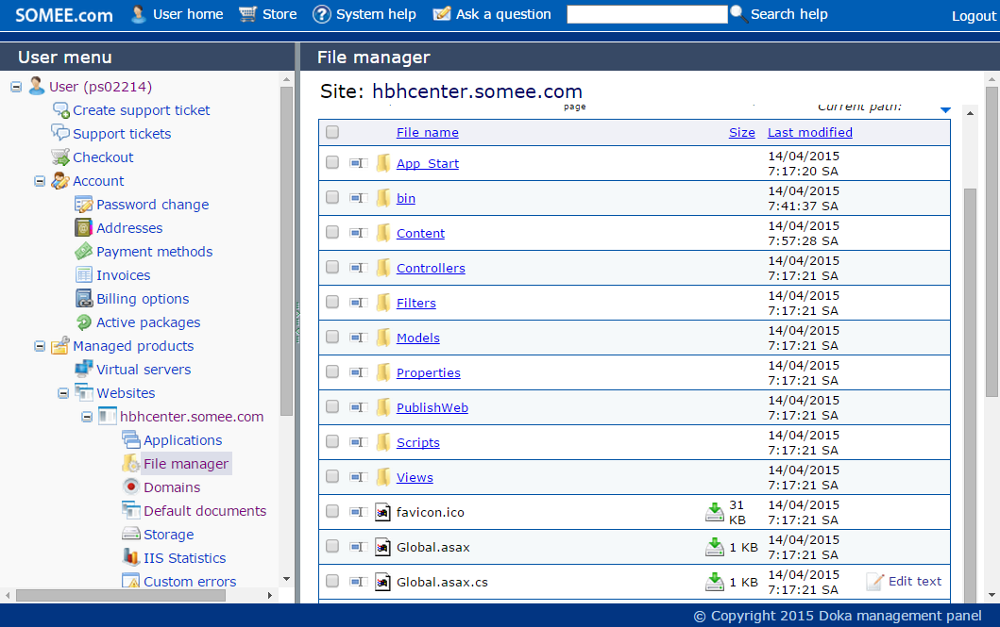 SOMEE.com User home Store System help Ask a question Search help Logout
User menu
User (ps02214)
Create support ticket
Support tickets
Checkout
Account
Password change
Addresses
Payment methods
Invoices
Billing options
Active packages
Managed products
Virtual servers
Websites
hbhcenter.somee.com
Applications
File manager
Domains
Default documents
Storage
IIS Statistics
Custom errors
File manager
Site: hbhcenter.somee.com
page Current path:
File name Size Last modified
App_Start 14/04/2015
7:17:20 SA
bin 14/04/2015
7:41:37 SA
Content 14/04/2015
7:57:28 SA
Controllers 14/04/2015
7:17:21 SA
Filters 14/04/2015
7:17:21 SA
Models 14/04/2015
7:17:21 SA
Properties 14/04/2015
7:17:21 SA
PublishWeb 14/04/2015
7:17:21 SA
Scripts 14/04/2015
7:17:21 SA
Views 14/04/2015
7:17:21 SA
favicon.ico 31 KB 14/04/2015
7:17:21 SA
Global.asax 1 KB 14/04/2015
7:17:21 SA
Global.asax.cs 1 KB 14/04/2015
7:17:21 SA Edit text
© Copyright 2015 Doka management panel